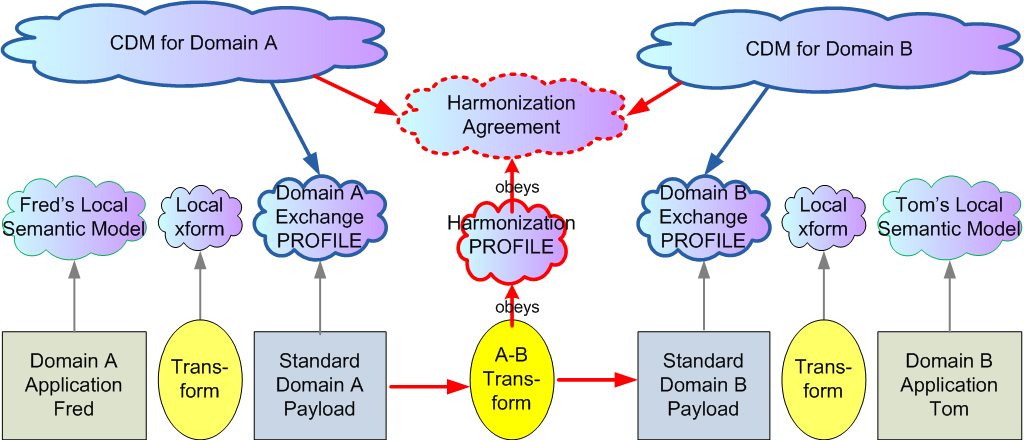 CDM for Domain A
CDM for Domain B
Harmonization
Agreement
obeys
Fred's Local
Semantic Model
Local
xform
Domain A
Exchange
PROFILE
Harmonization
PROFILE
Domain B
Exchange
PROFILE
Local
xform
Tom's Local
Semantic Model
obeys
Domain A
Application
Fred
Trans-
form
Standard
Domain A
Payload
A-B
Trans-
form
Standard
Domain B
Payload
Trans-
form
Domain B
Application
Tom